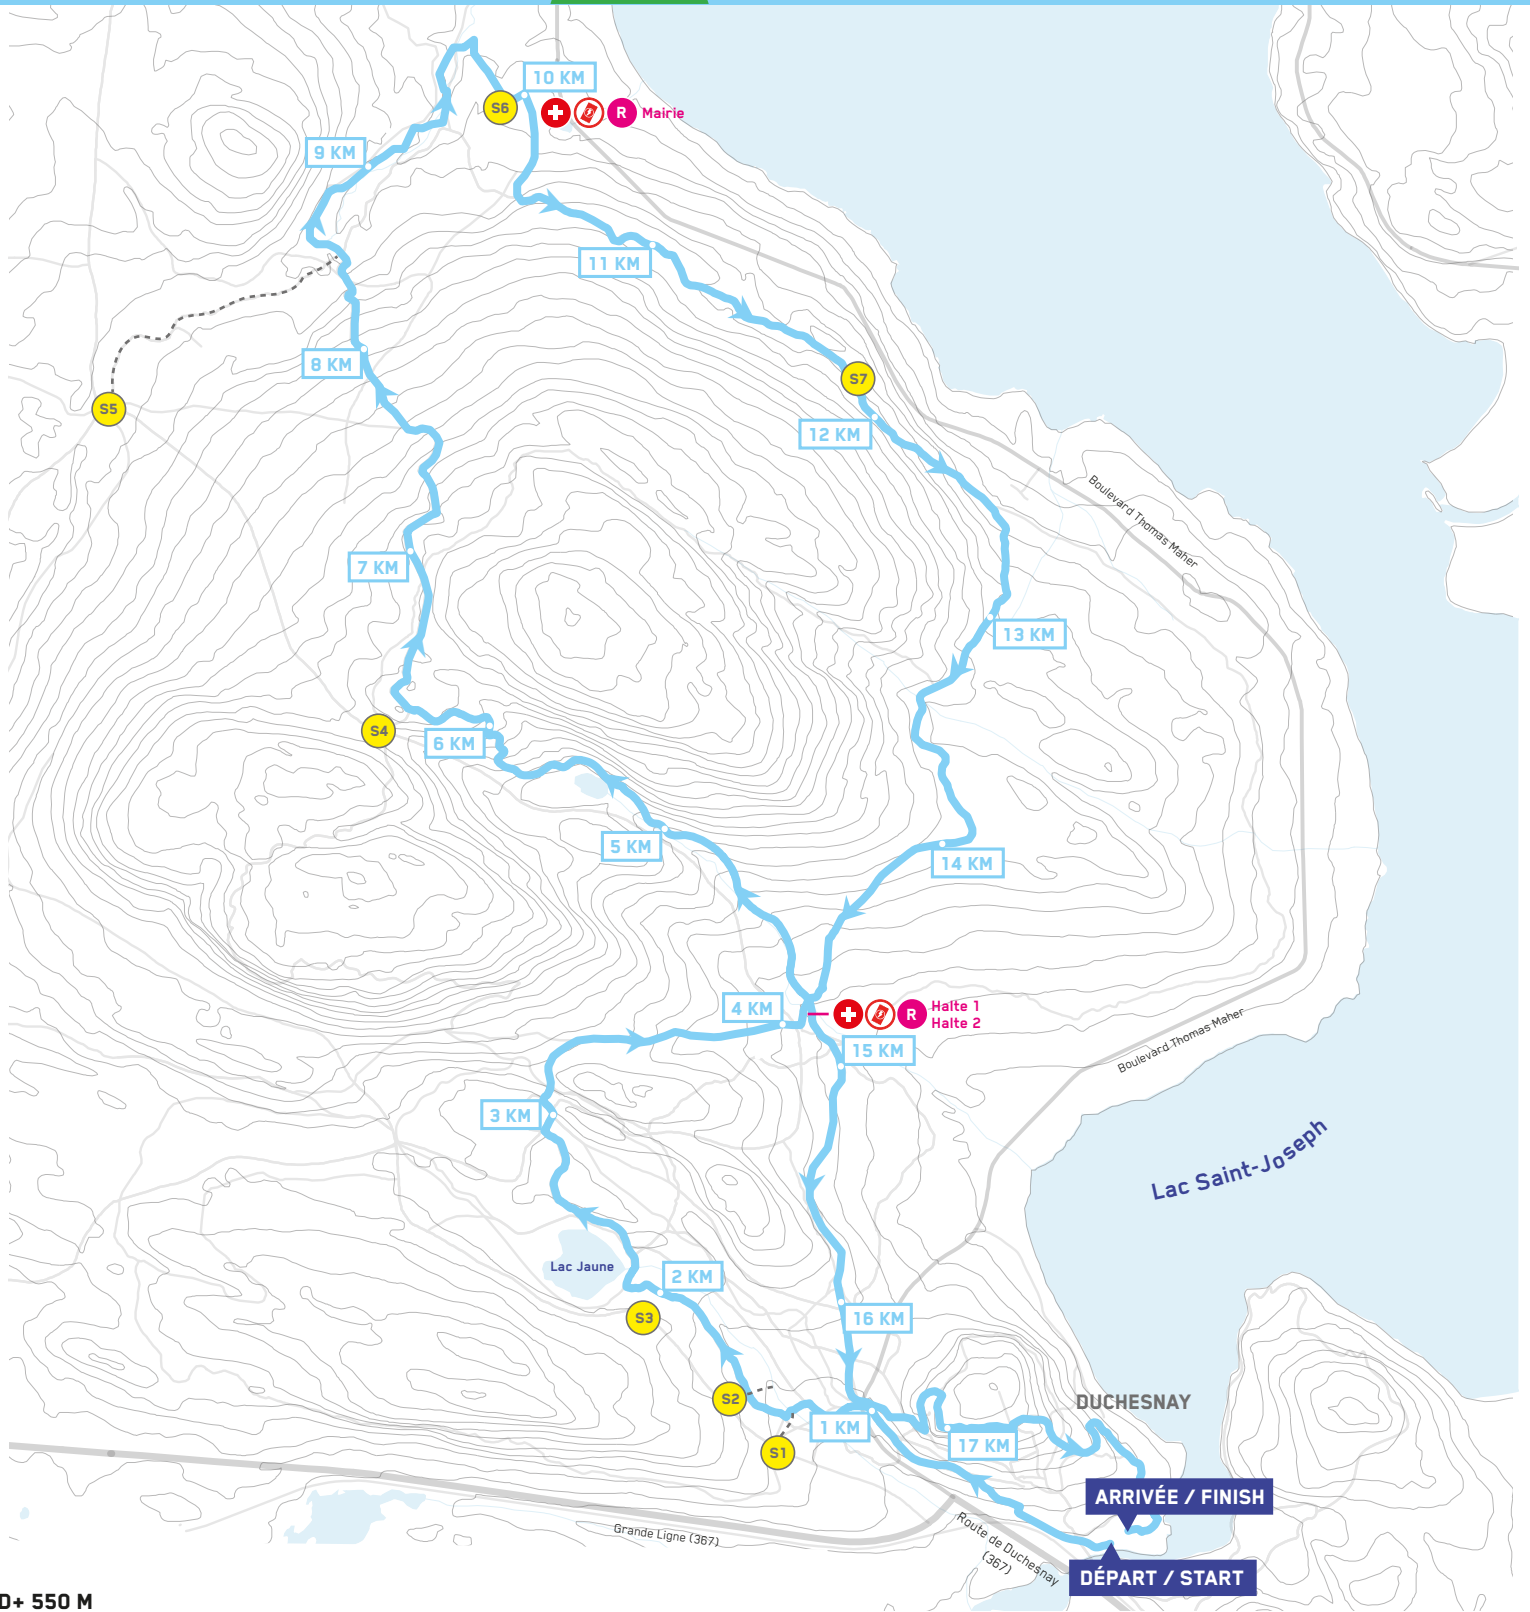 10 KM
S6
R Mairie
9 KM
11 KM
8 KM
S7
S5
12 KM
Boulevard Thomas Maher
7 KM
13 KM
S4
6 KM
5 KM
14 KM
4 KM
R Halte 1
Halte 2
Boulevard Thomas Maher
15 KM
3 KM
Lac Saint-Joseph
Lac Jaune
2 KM
S3
16 KM
S2
DUCHESNAY
1 KM
17 KM
S1
ARRIVÉE / FINISH
Grande Ligne (367)
Route de Duchesnay
(367)
DÉPART / START
D+ 550 M